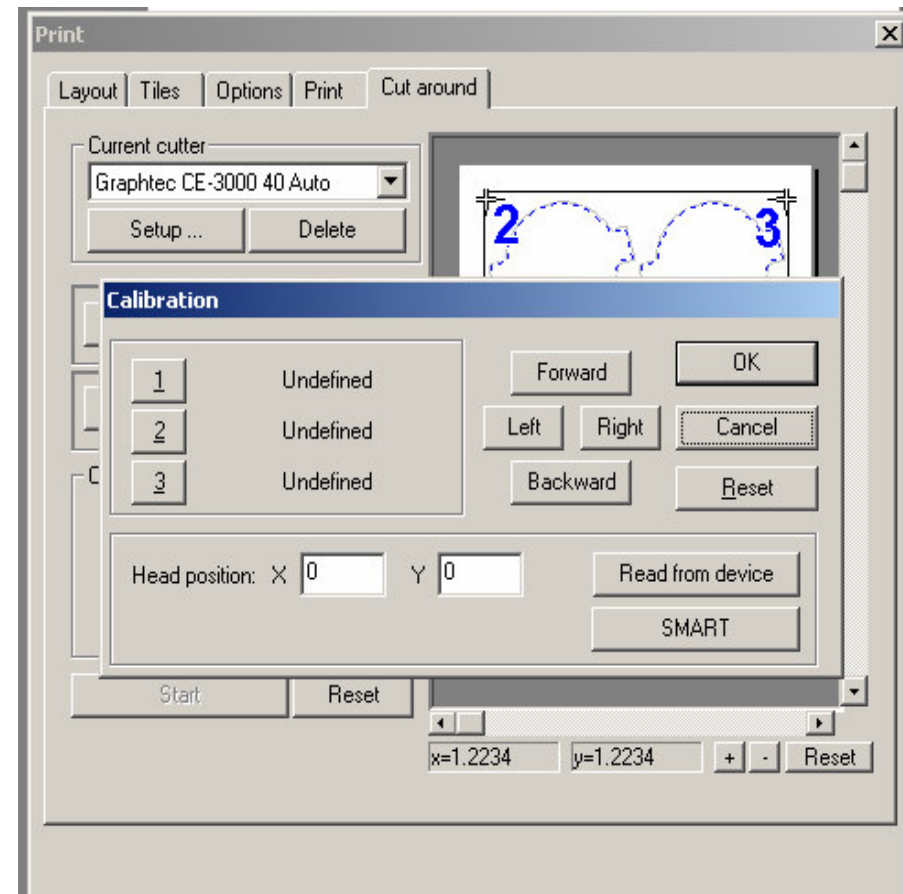 Print
Layout Tiles Options Print Cut around
Current cutter
Graphtec CE-3000 40 Auto
Setup ... Delete
2 3
Calibration
1 Undefined
2 Undefined
3 Undefined
Forward
Left Right
Backward
OK
Cancel
Reset
Head position: X 0 Y 0
Read from device
SMART
C
Start Reset
x=1.2234 y=1.2234 + - Reset